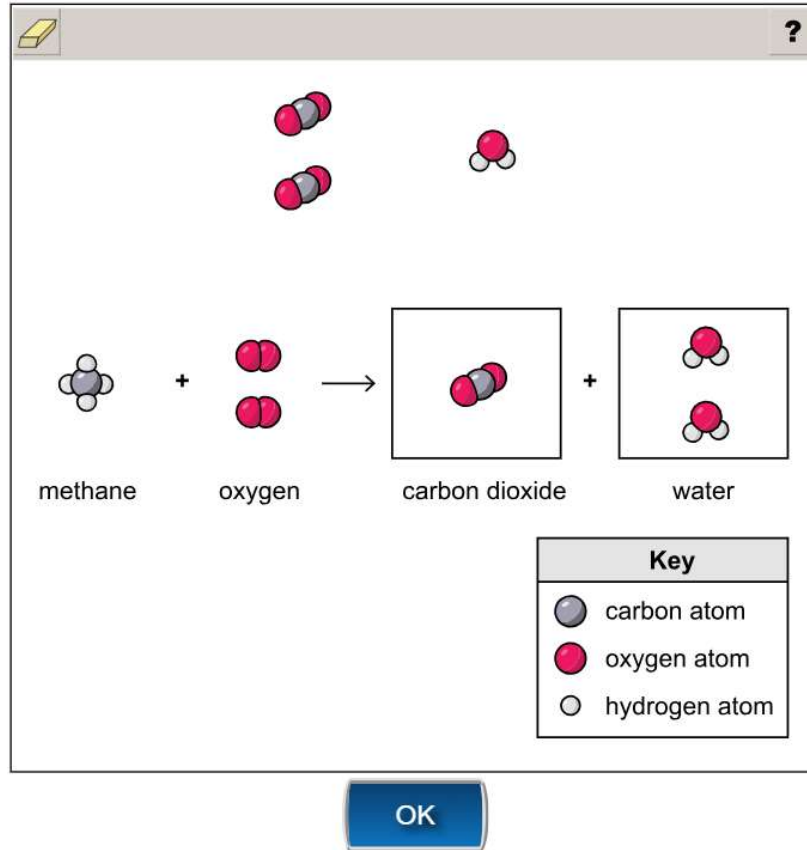 ?
+
→
+
methane
oxygen
carbon dioxide
water
Key
carbon atom
oxygen atom
hydrogen atom
OK